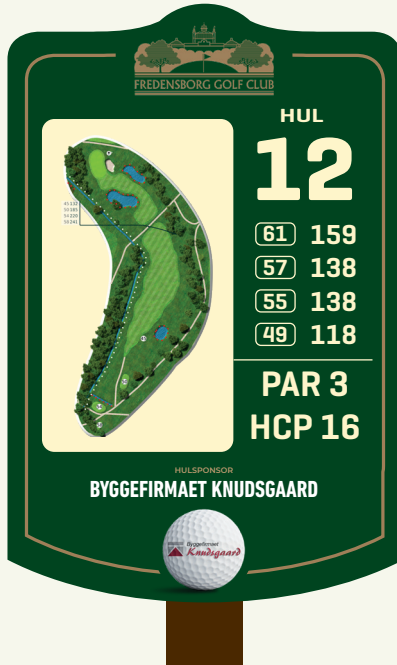 FREDENSBORG GOLF CLUB
HUL
12
61 159
57 138
55 138
49 118
PAR 3
HCP 16
HULSPONSOR
BYGGEFIRMAET KNUDSGAARD
Byggefirmaet
Knudsgaard